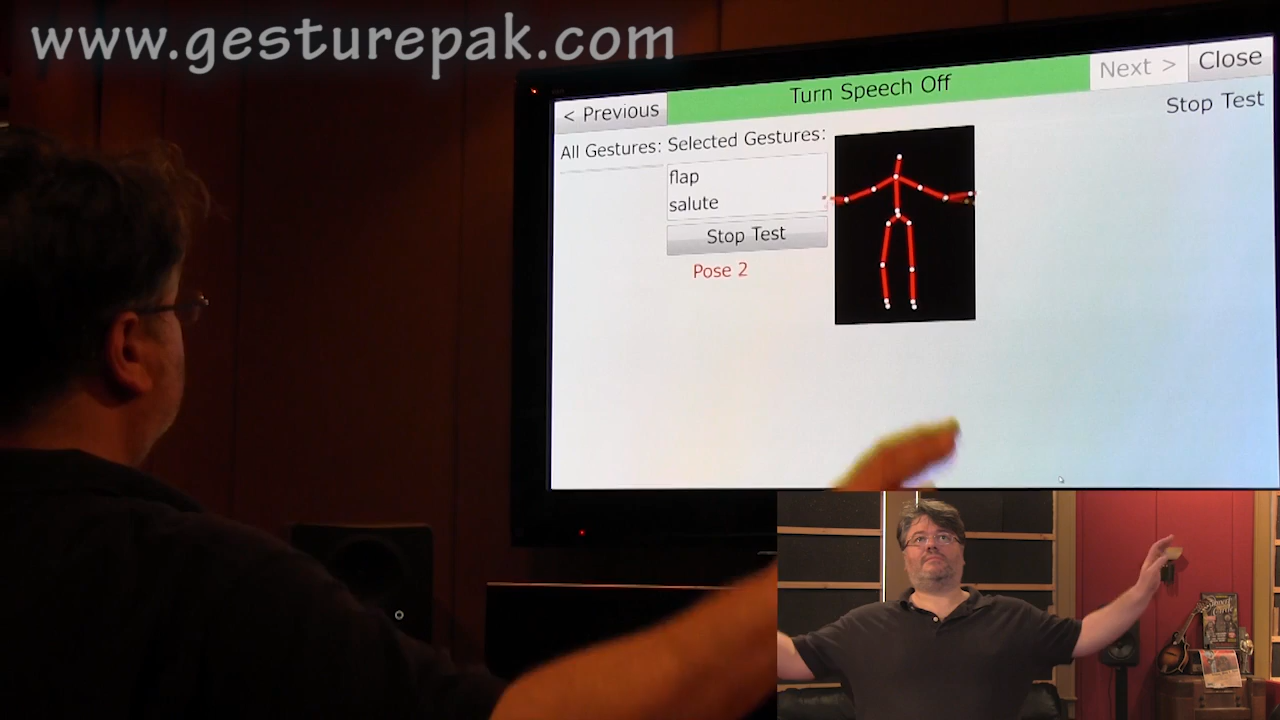 www.gesturepak.com
< Previous
Turn Speech Off
Next >
Close
Stop Test
All Gestures:
Selected Gestures:
flap
salute
Stop Test
Pose 2